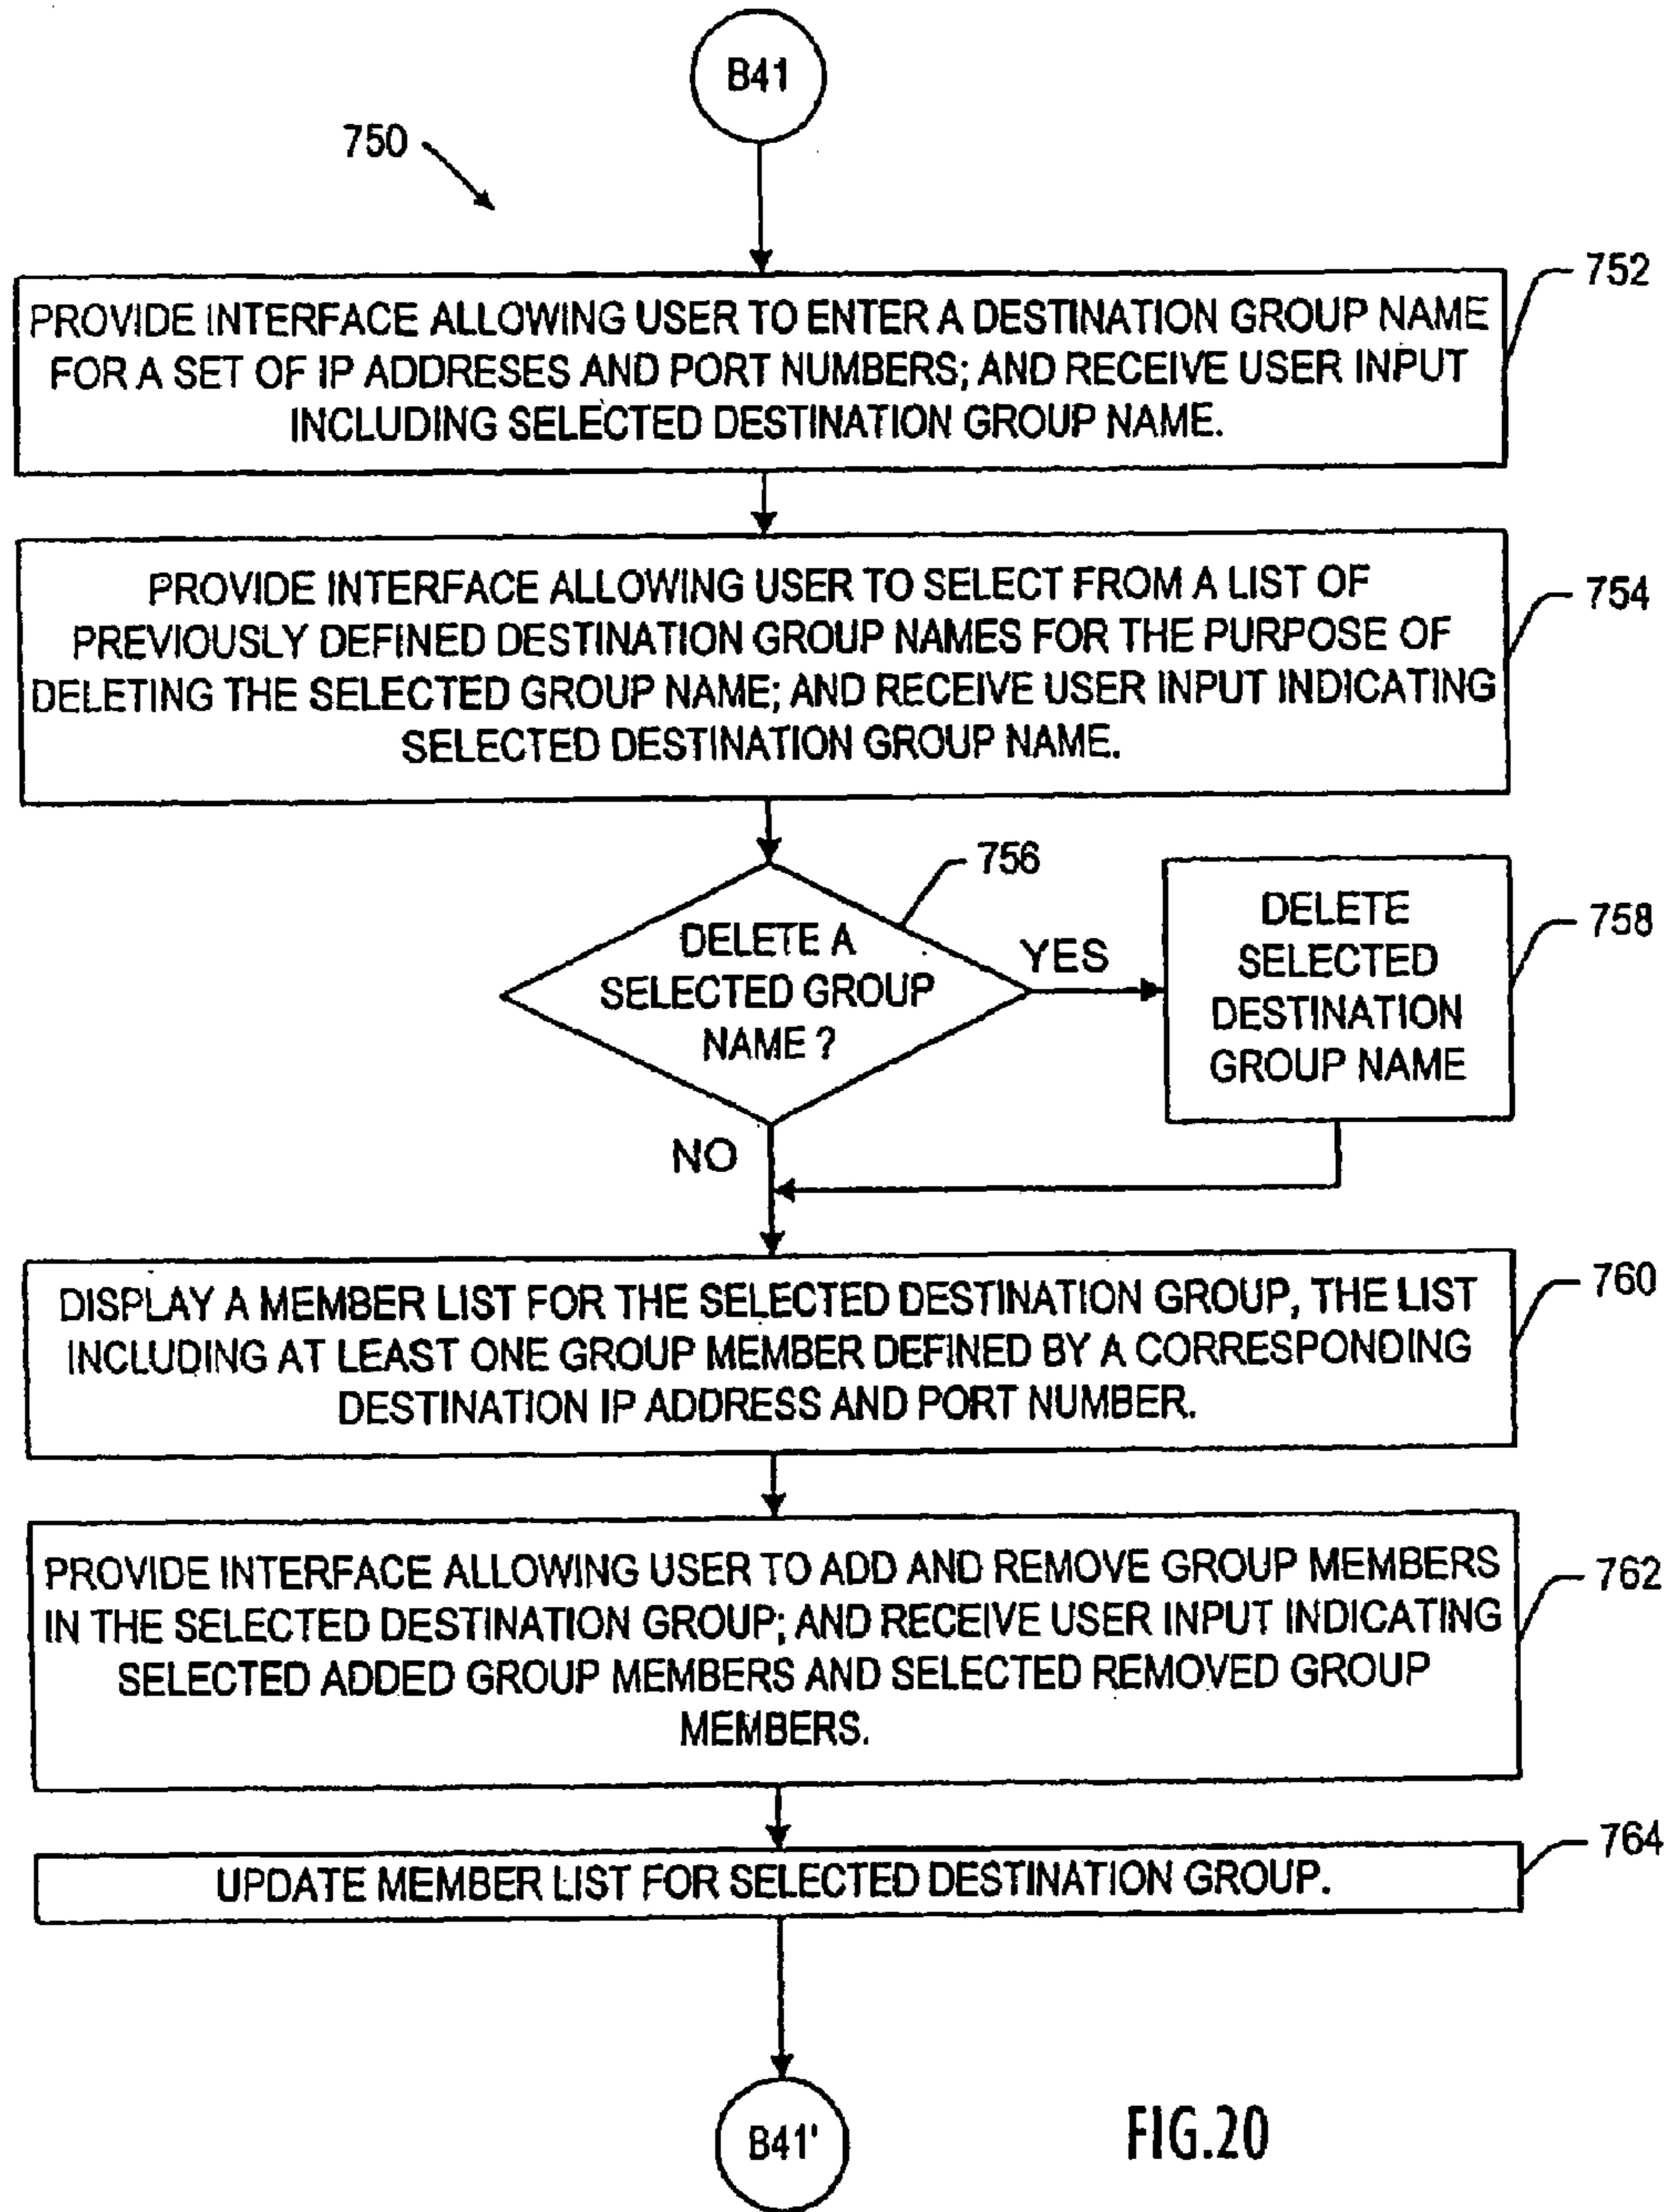 B41
750
752
PROVIDE INTERFACE ALLOWING USER TO ENTER A DESTINATION GROUP NAME
FOR A SET OF IP ADDRESES AND PORT NUMBERS; AND RECEIVE USER INPUT
INCLUDING SELECTED DESTINATION GROUP NAME.
754
PROVIDE INTERFACE ALLOWING USER TO SELECT FROM A LIST OF
PREVIOUSLY DEFINED DESTINATION GROUP NAMES FOR THE PURPOSE OF
DELETING THE SELECTED GROUP NAME; AND RECEIVE USER INPUT INDICATING
SELECTED DESTINATION GROUP NAME.
756
DELETE A
SELECTED GROUP
NAME ?
YES
758
DELETE
SELECTED
DESTINATION
GROUP NAME
NO
760
DISPLAY A MEMBER LIST FOR THE SELECTED DESTINATION GROUP, THE LIST
INCLUDING AT LEAST ONE GROUP MEMBER DEFINED BY A CORRESPONDING
DESTINATION IP ADDRESS AND PORT NUMBER.
762
PROVIDE INTERFACE ALLOWING USER TO ADD AND REMOVE GROUP MEMBERS
IN THE SELECTED DESTINATION GROUP; AND RECEIVE USER INPUT INDICATING
SELECTED ADDED GROUP MEMBERS AND SELECTED REMOVED GROUP
MEMBERS.
764
UPDATE MEMBER LIST FOR SELECTED DESTINATION GROUP.
B41'
FIG.20